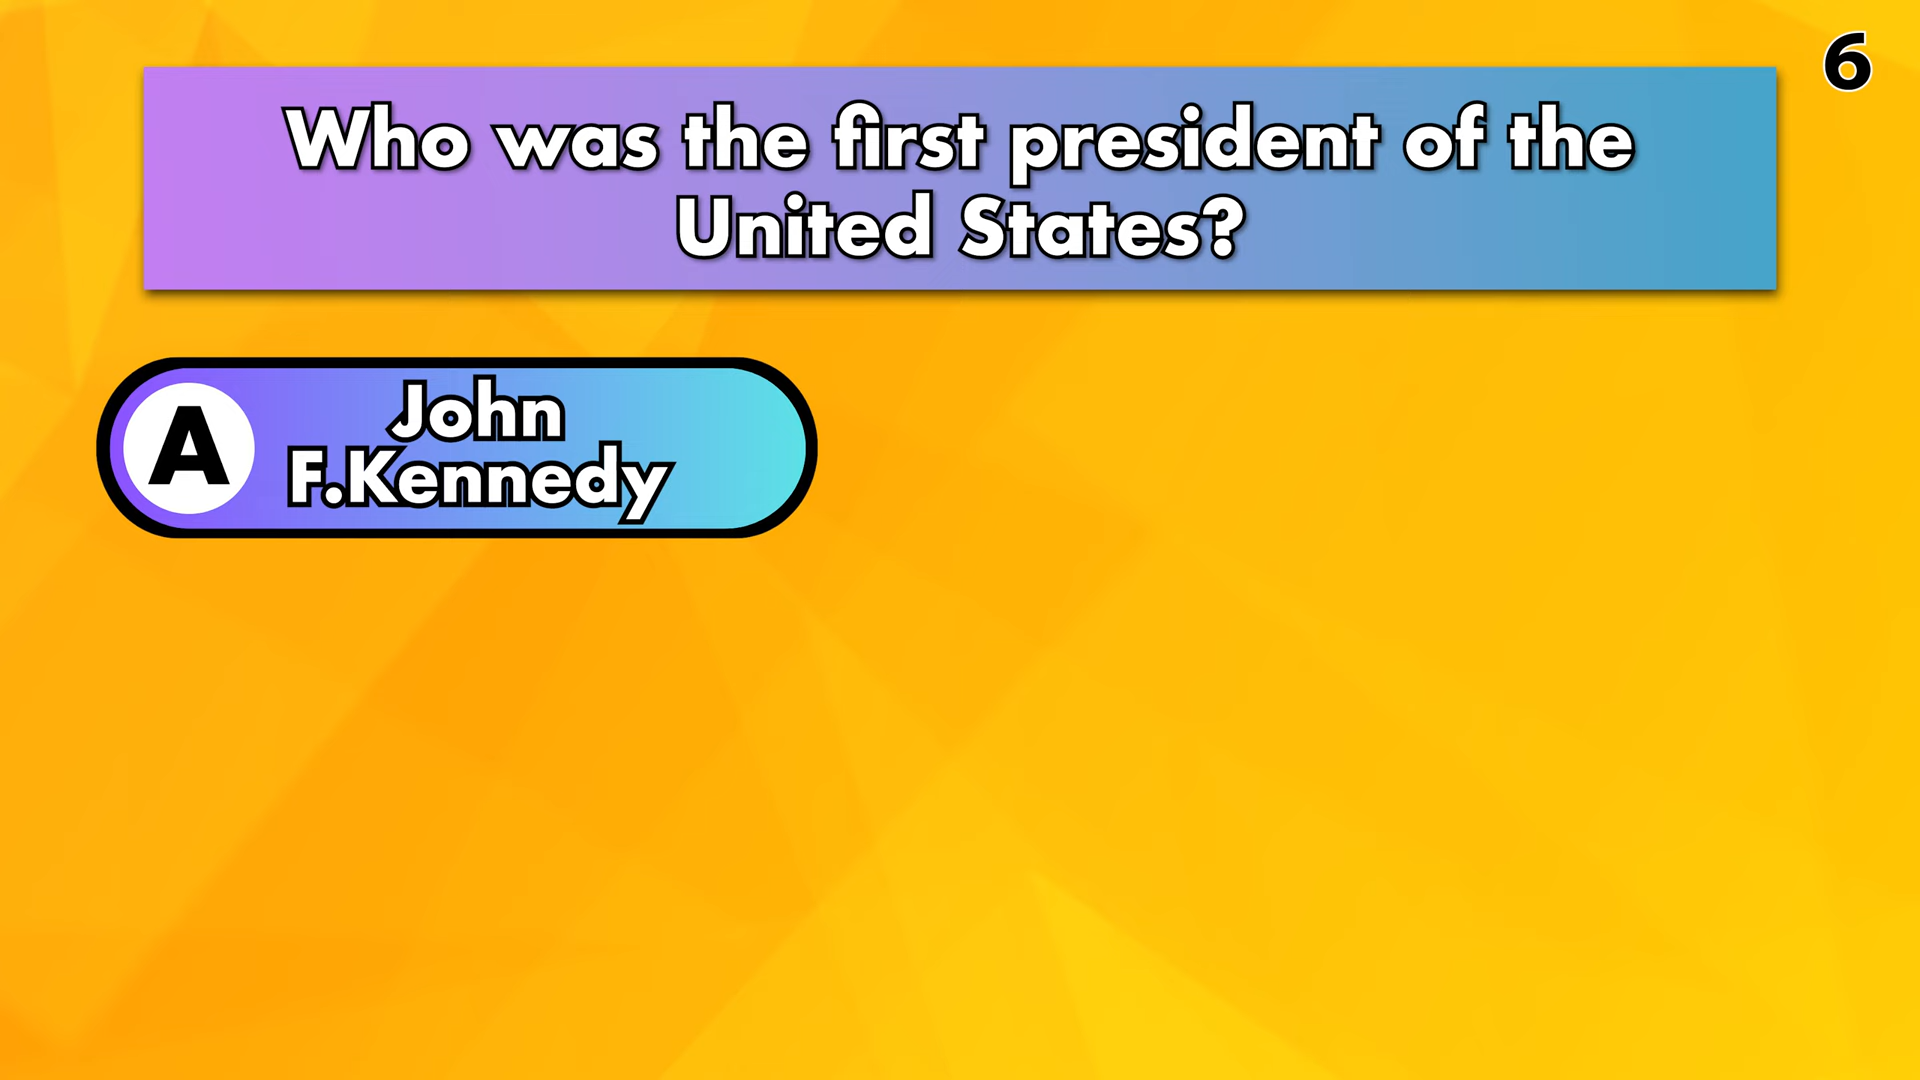 6
Who was the first president of the
United States?
A
John
F.Kennedy